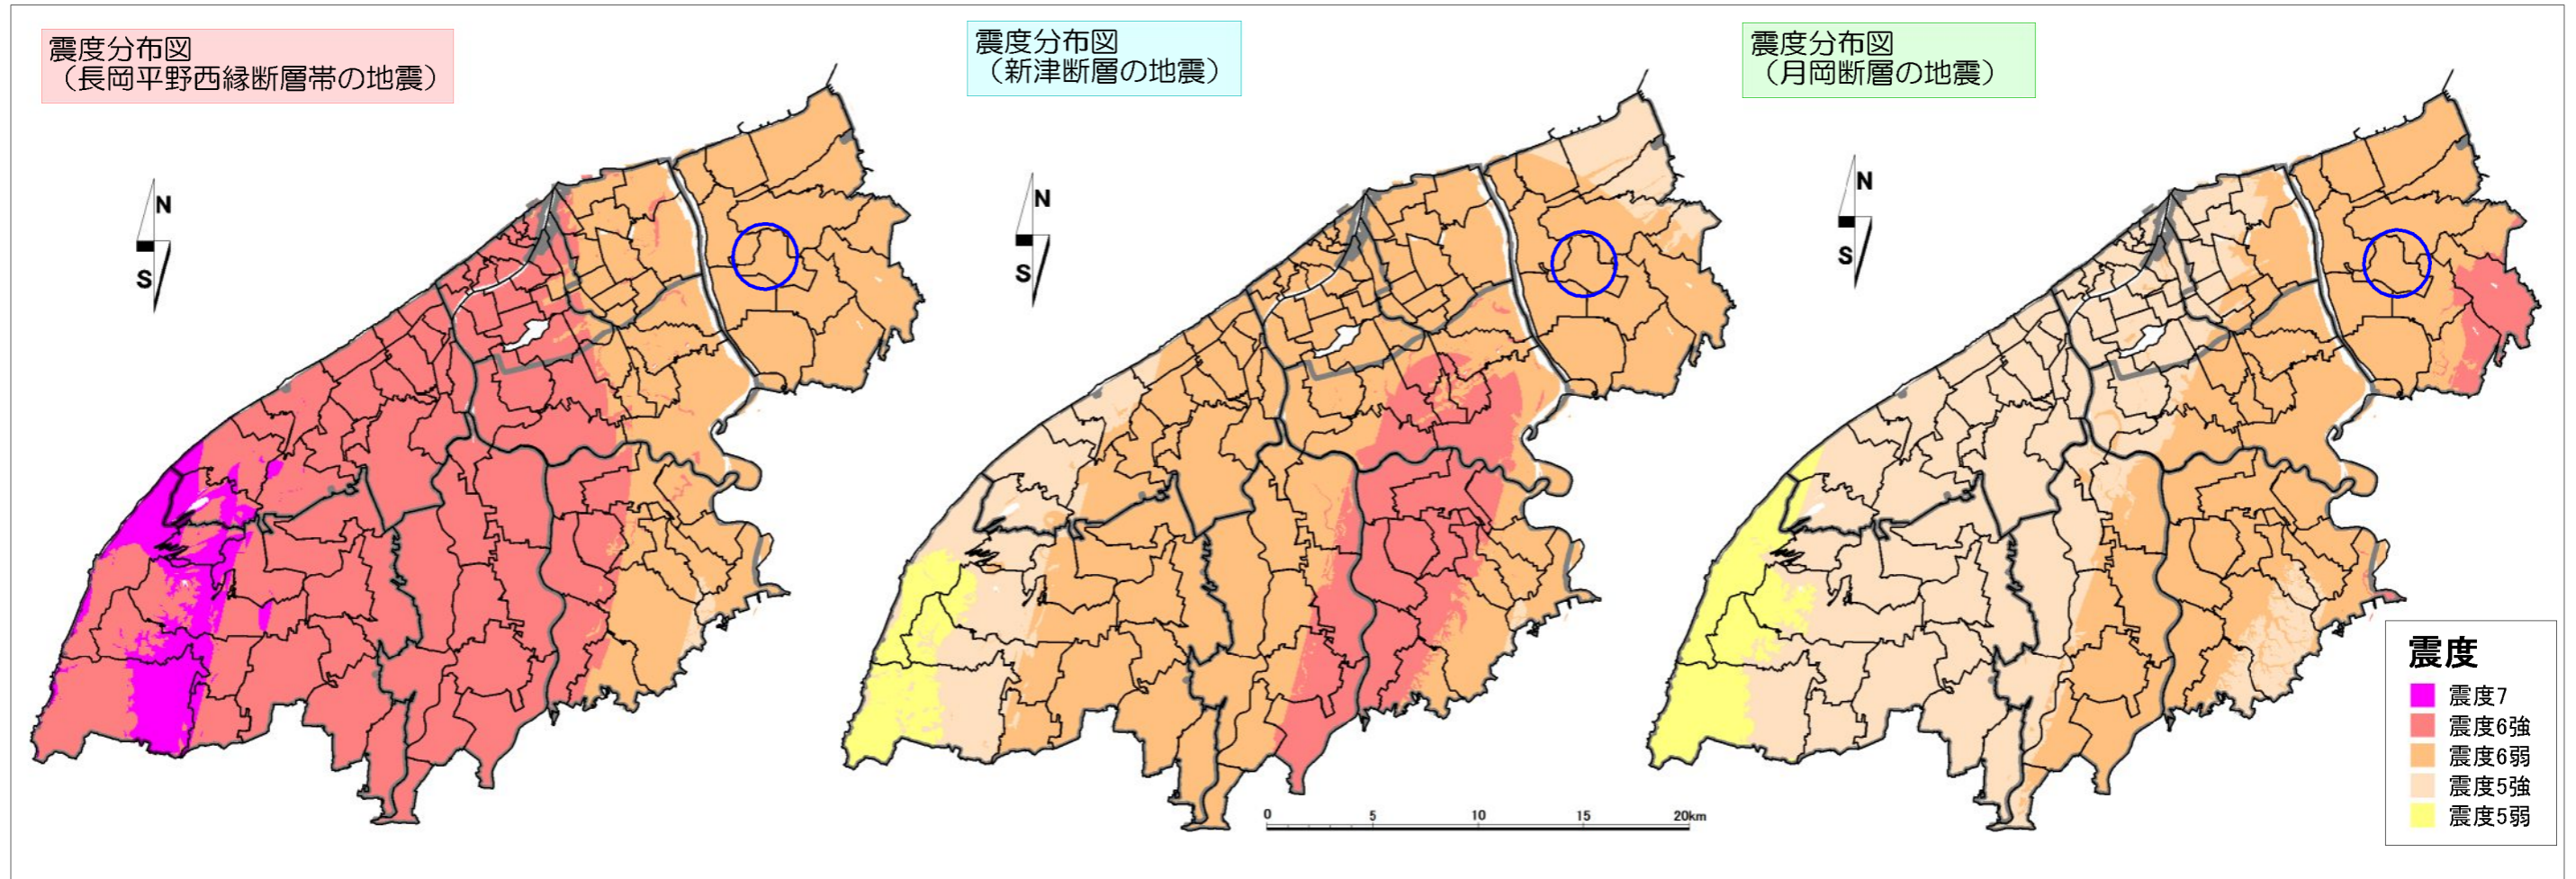 震度分布図
（長岡平野西縁断層帯の地震）
震度分布図
（新津断層の地震）
震度分布図
（月岡断層の地震）
N
S
N
S
N
S
震度
震度7
震度6強
震度6弱
震度5強
震度5弱
0 5 10 15 20km